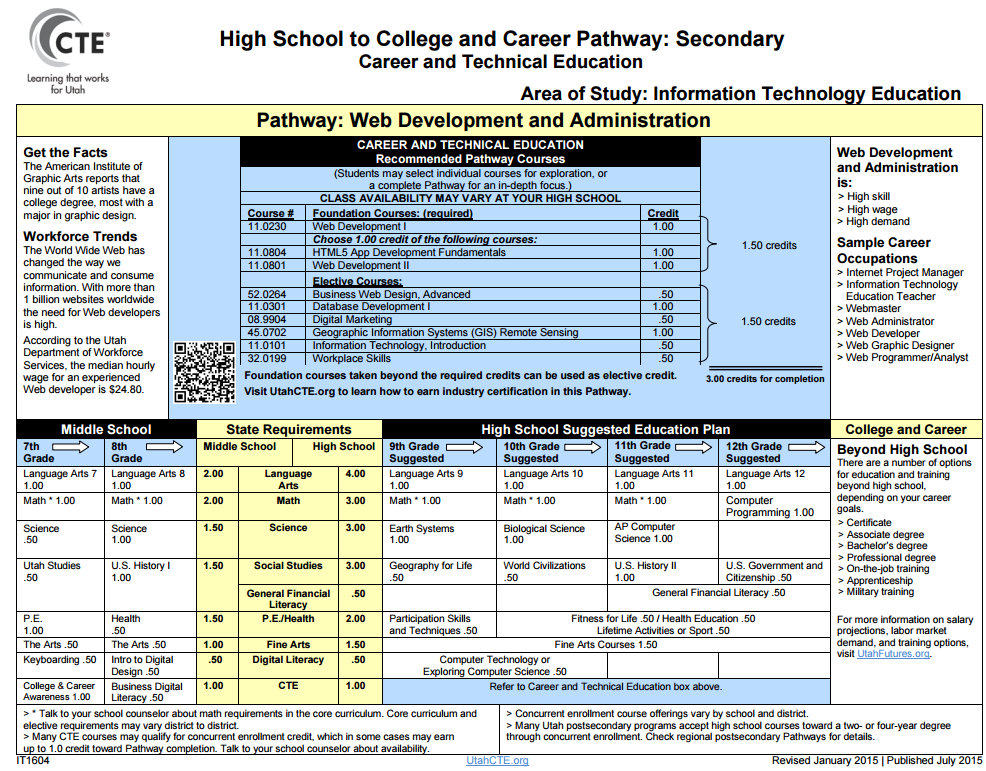 CTE®
Learning that works
for Utah
High School to College and Career Pathway: Secondary
Career and Technical Education
Area of Study: Information Technology Education
Pathway: Web Development and Administration
Get the Facts
The American Institute of
Graphic Arts reports that
nine out of 10 artists have a
college degree, most with a
major in graphic design.
Workforce Trends
The World Wide Web has
changed the way we
communicate and consume
information. With more than
1 billion websites worldwide
the need for Web developers
is high.
According to the Utah
Department of Workforce
Services, the median hourly
wage for an experienced
Web developer is $24.80.
CAREER AND TECHNICAL EDUCATION
Recommended Pathway Courses
(Students may select individual courses for exploration, or
a complete Pathway for an in-depth focus.)
CLASS AVAILABILITY MAY VARY AT YOUR HIGH SCHOOL
Course # Foundation Courses: (required) Credit
11.0230 Web Development I 1.00
Choose 1.00 credit of the following courses:
11.0804 HTML5 App Development Fundamentals 1.00
11.0801 Web Development II 1.00
1.50 credits
Elective Courses:
52.0264 Business Web Design, Advanced .50
11.0301 Database Development I 1.00
08.9904 Digital Marketing .50
45.0702 Geographic Information Systems (GIS) Remote Sensing 1.00
11.0101 Information Technology, Introduction .50
32.0199 Workplace Skills .50
1.50 credits
Foundation courses taken beyond the required credits can be used as elective credit.
3.00 credits for completion
Visit UtahCTE.org to learn how to earn industry certification in this Pathway.
Web Development
and Administration
is:
> High skill
> High wage
> High demand
Sample Career
Occupations
> Internet Project Manager
> Information Technology
Education Teacher
> Webmaster
> Web Administrator
> Web Developer
> Web Graphic Designer
> Web Programmer/Analyst
Middle School State Requirements High School Suggested Education Plan College and Career
7th Grade 8th Grade Middle School High School 9th Grade Suggested 10th Grade Suggested 11th Grade Suggested 12th Grade Suggested
Language Arts 7 1.00 Language Arts 8 1.00 2.00 Language Arts 4.00 Language Arts 9 1.00 Language Arts 10 1.00 Language Arts 11 1.00 Language Arts 12 1.00
Math * 1.00 Math * 1.00 2.00 Math 3.00 Math * 1.00 Math * 1.00 Math * 1.00 Computer Programming 1.00
Science .50 Science 1.00 1.50 Science 3.00 Earth Systems 1.00 Biological Science 1.00 AP Computer Science 1.00
Utah Studies .50 U.S. History I 1.00 1.50 Social Studies 3.00 Geography for Life .50 World Civilizations .50 U.S. History II 1.00 U.S. Government and Citizenship .50
General Financial Literacy .50 General Financial Literacy .50
P.E. 1.00 Health .50 1.50 P.E./Health 2.00 Participation Skills and Techniques .50 Fitness for Life .50 / Health Education .50 Lifetime Activities or Sport .50
The Arts .50 The Arts .50 1.00 Fine Arts 1.50 Fine Arts Courses 1.50
Keyboarding .50 Intro to Digital Design .50 .50 Digital Literacy .50 Computer Technology or Exploring Computer Science .50
College & Career Awareness 1.00 Business Digital Literacy .50 1.00 CTE 1.00 Refer to Career and Technical Education box above.
Beyond High School
There are a number of options
for education and training
beyond high school,
depending on your career
goals.
> Certificate
> Associate degree
> Bachelor's degree
> Professional degree
> On-the-job training
> Apprenticeship
> Military training
For more information on salary
projections, labor market
demand, and training options,
visit UtahFutures.org.
> * Talk to your school counselor about math requirements in the core curriculum. Core curriculum and
elective requirements may vary district to district.
> Many CTE courses may qualify for concurrent enrollment credit, which in some cases may earn
up to 1.0 credit toward Pathway completion. Talk to your school counselor about availability.
> Concurrent enrollment course offerings vary by school and district.
> Many Utah postsecondary programs accept high school courses toward a two- or four-year degree
through concurrent enrollment. Check regional postsecondary Pathways for details.
IT1604 UtahCTE.org Revised January 2015 | Published July 2015